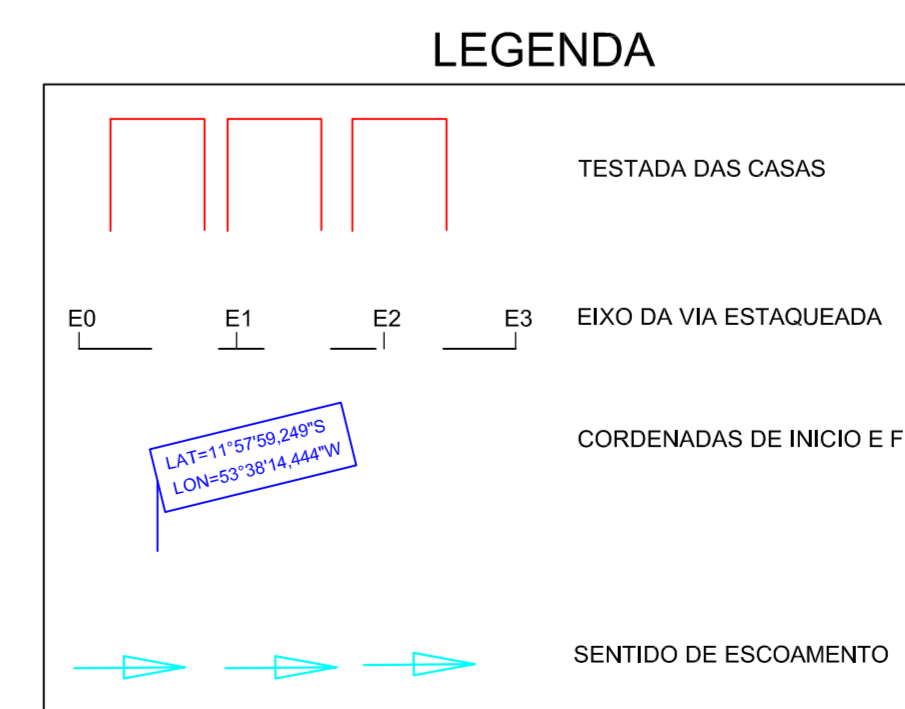 LEGENDA
TESTADA DAS CASAS
E0 E1 E2 E3 EIXO DA VIA ESTAQUEADA
LAT=11°57'59,249"S
LON=53°38'14,444"W
CORDENADAS DE INICIO E F
SENTIDO DE ESCOAMENTO